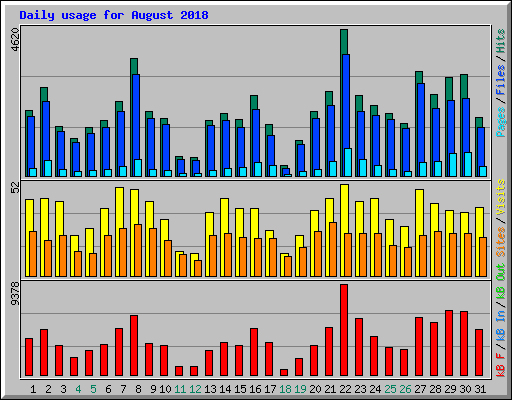 Daily usage for August 2018
4620
52
9378
Pages / Files / Hits
Sites / Visits
kB F / kB In / kB Out
1 2 3 4 5 6 7 8 9 10 11 12 13 14 15 16 17 18 19 20 21 22 23 24 25 26 27 28 29 30 31